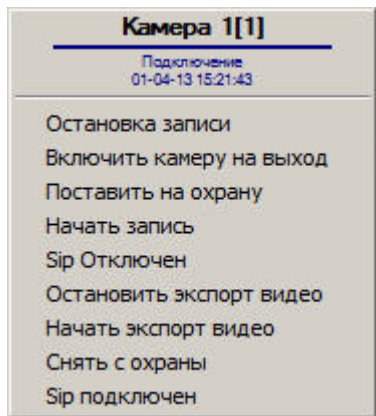 Камера 1[1]
Подключение
01-04-13 15:21:43
Остановка записи
Включить камеру на выход
Поставить на охрану
Начать запись
Sip Отключен
Остановить экспорт видео
Начать экспорт видео
Снять с охраны
Sip подключен